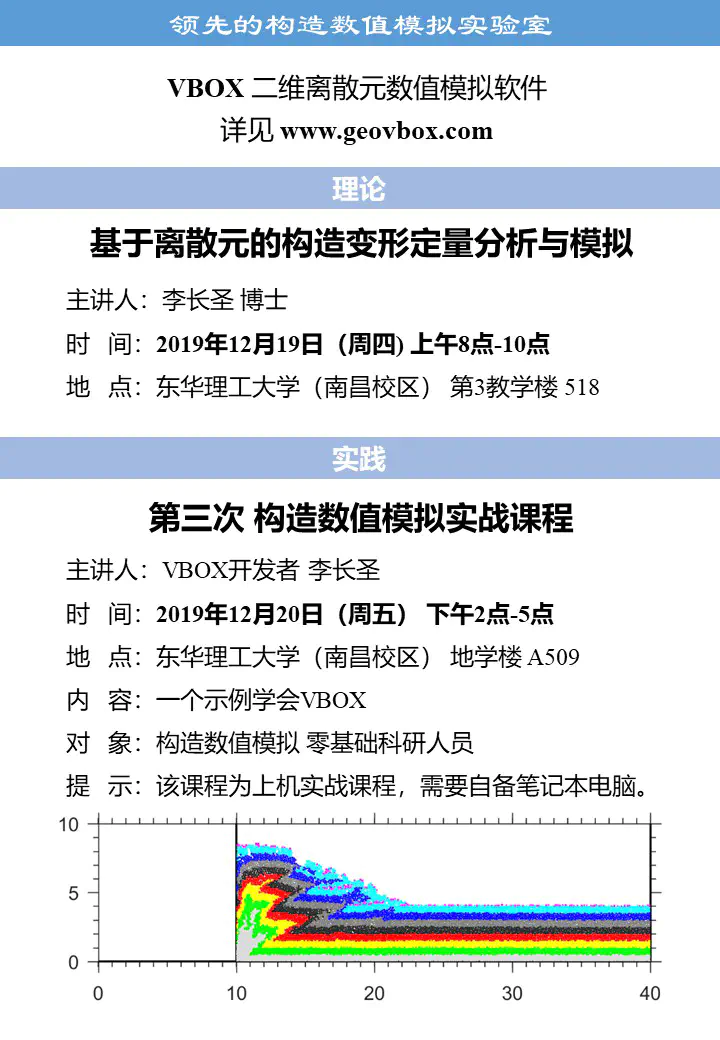 领先的构造数值模拟实验室
VBOX 二维离散元数值模拟软件
详见 www.geovbox.com
理论
基于离散元的构造变形定量分析与模拟
主讲人：李长圣 博士
时 间：2019年12月19日（周四) 上午8点-10点
地 点：东华理工大学（南昌校区） 第3教学楼 518
实践
第三次 构造数值模拟实战课程
主讲人：VBOX开发者 李长圣
时 间：2019年12月20日（周五） 下午2点-5点
地 点：东华理工大学（南昌校区） 地学楼 A509
内 容：一个示例学会VBOX
对 象：构造数值模拟 零基础科研人员
提 示：该课程为上机实战课程，需要自备笔记本电脑。
10
5
0
0 10 20 30 40